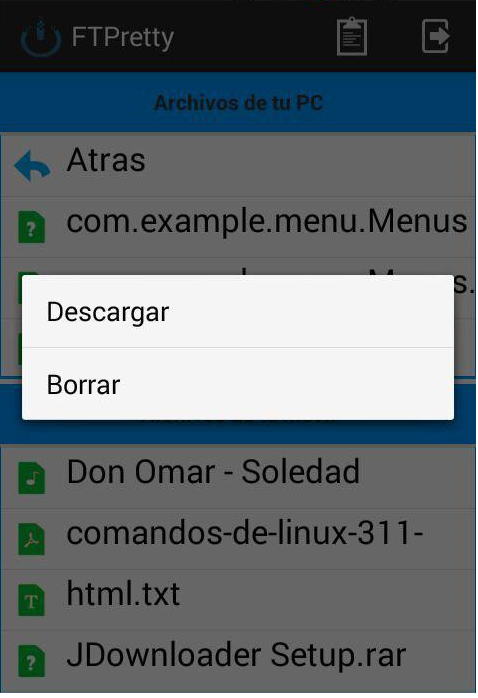 FTPretty
Archivos de tu PC
Atras
com.example.menu.Menus
Descargar
Borrar
Don Omar - Soledad
comandos-de-linux-311-
html.txt
JDownloader Setup.rar